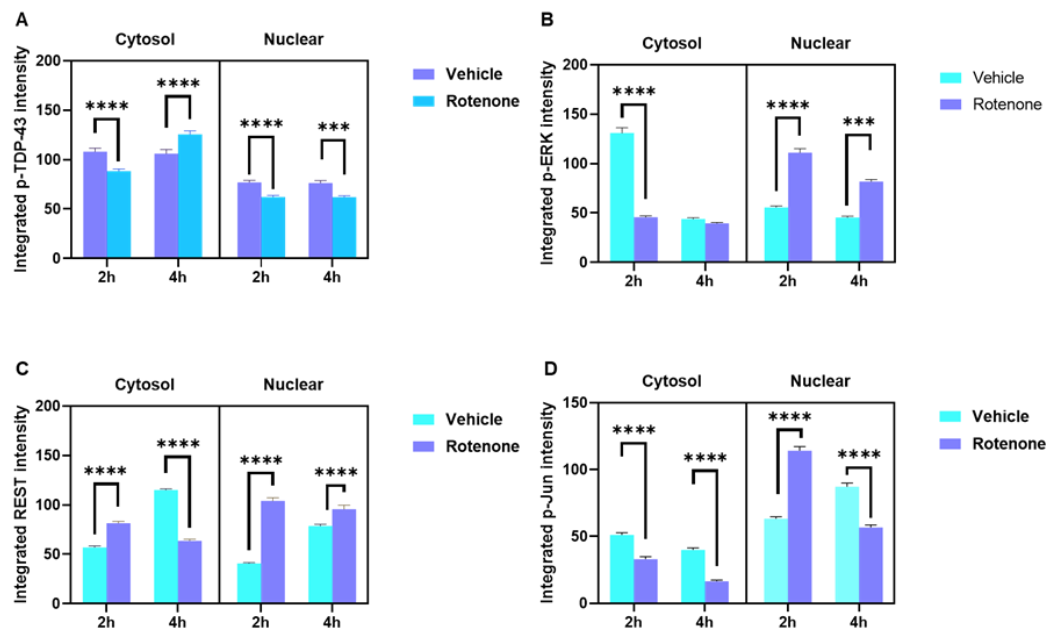 A
Cytosol Nuclear
Integrated p-TDP-43 intensity
200
150
100
50
0
**** **** **** ***
2h 4h 2h 4h
Vehicle
Rotenone
B
Cytosol Nuclear
Integrated p-ERK intensity
200
150
100
50
0
**** **** ***
2h 4h 2h 4h
Vehicle
Rotenone
C
Cytosol Nuclear
Integrated REST intensity
200
150
100
50
0
**** **** **** ****
2h 4h 2h 4h
Vehicle
Rotenone
D
Cytosol Nuclear
Integrated p-Jun intensity
150
100
50
0
**** **** **** ****
2h 4h 2h 4h
Vehicle
Rotenone